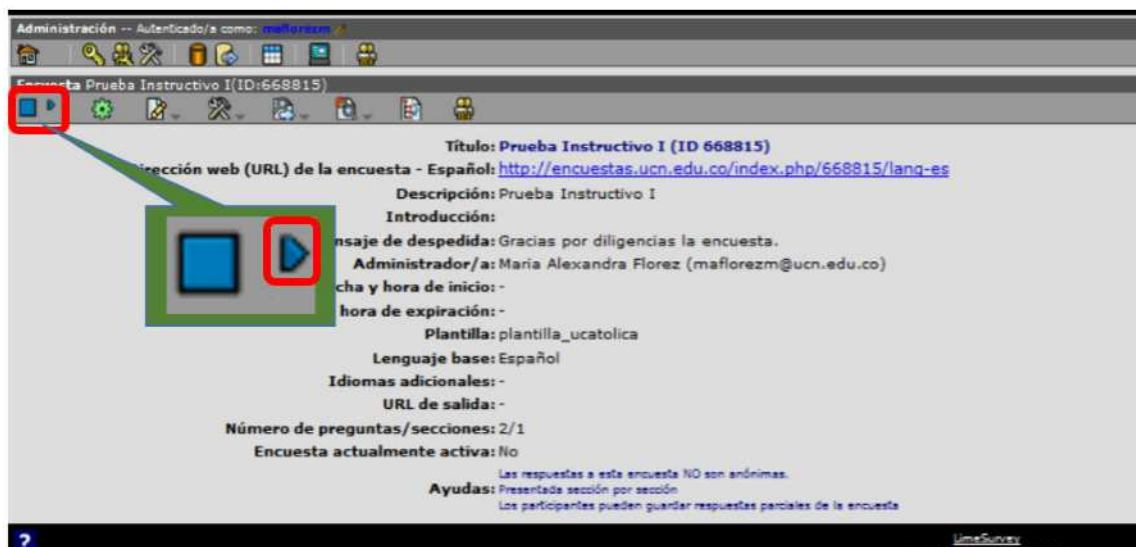 Administración -- Autenticado/a como: maflorezm
Encuesta Prueba Instructivo I(ID:668815)
Título: Prueba Instructivo I (ID 668815)
Dirección web (URL) de la encuesta - Español: http://encuestas.ucn.edu.co/index.php/668815/lang-es
Descripción: Prueba Instructivo I
Introducción:
nsaje de despedida: Gracias por diligencias la encuesta.
Administrador/a: Maria Alexandra Florez (maflorezm@ucn.edu.co)
cha y hora de inicio: -
hora de expiración: -
Plantilla: plantilla_ucatolica
Lenguaje base: Español
Idiomas adicionales: -
URL de salida: -
Número de preguntas/secciones: 2/1
Encuesta actualmente activa: No
Las respuestas a esta encuesta NO son anónimas.
Ayudas: Presentada sección por sección
Los participantes pueden guardar respuestas parciales de la encuesta
? LimeSurvey